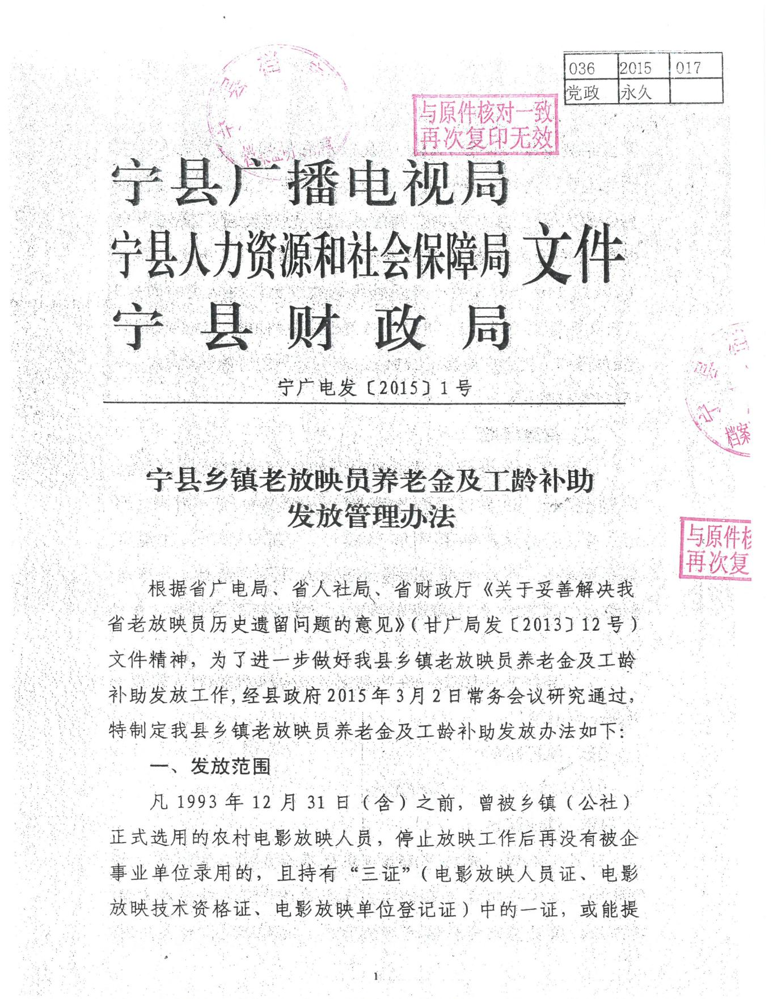 036 2015 017
党政 永久
与原件核对一致
再次复印无效
宁县广播电视局
宁县人力资源和社会保障局 文件
宁县财政局
宁广电发〔2015〕1号
档案
宁县乡镇老放映员养老金及工龄补助
发放管理办法
与原件核
再次复
根据省广电局、省人社局、省财政厅《关于妥善解决我
省老放映员历史遗留问题的意见》（甘广局发〔2013〕12号）
文件精神，为了进一步做好我县乡镇老放映员养老金及工龄
补助发放工作，经县政府2015年3月2日常务会议研究通过，
特制定我县乡镇老放映员养老金及工龄补助发放办法如下：
一、发放范围
凡1993年12月31日（含）之前，曾被乡镇（公社）
正式选用的农村电影放映人员，停止放映工作后再没有被企
事业单位录用的，且持有“三证”（电影放映人员证、电影
放映技术资格证、电影放映单位登记证）中的一证，或能提
1